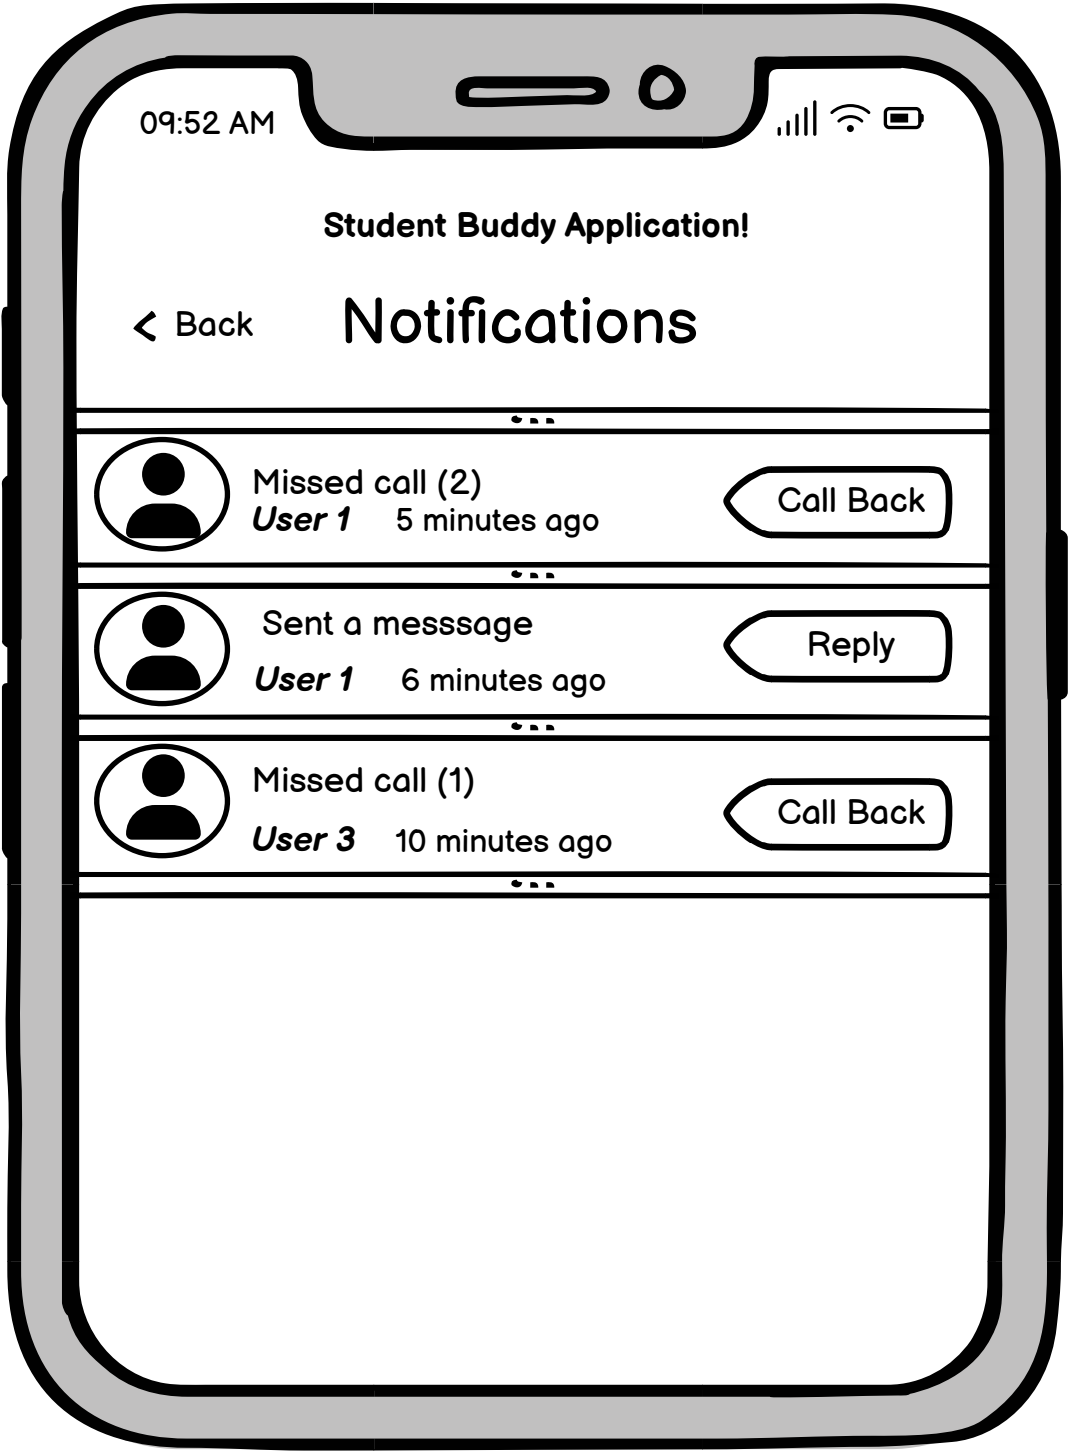 09:52 AM
Student Buddy Application!
Back
Notifications
Missed call (2)
User 1 5 minutes ago
Call Back
Sent a messsage
User 1 6 minutes ago
Reply
Missed call (1)
User 3 10 minutes ago
Call Back